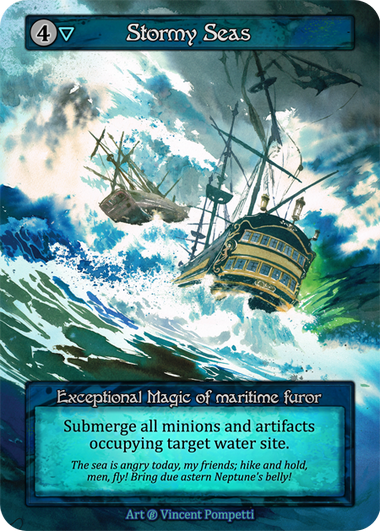 4
Stormy Seas
Exceptional Magic of maritime furor
Submerge all minions and artifacts
occupying target water site.
The sea is angry today, my friends; hike and hold,
men, fly! Bring due astern Neptune's belly!
Art @ Vincent Pompetti